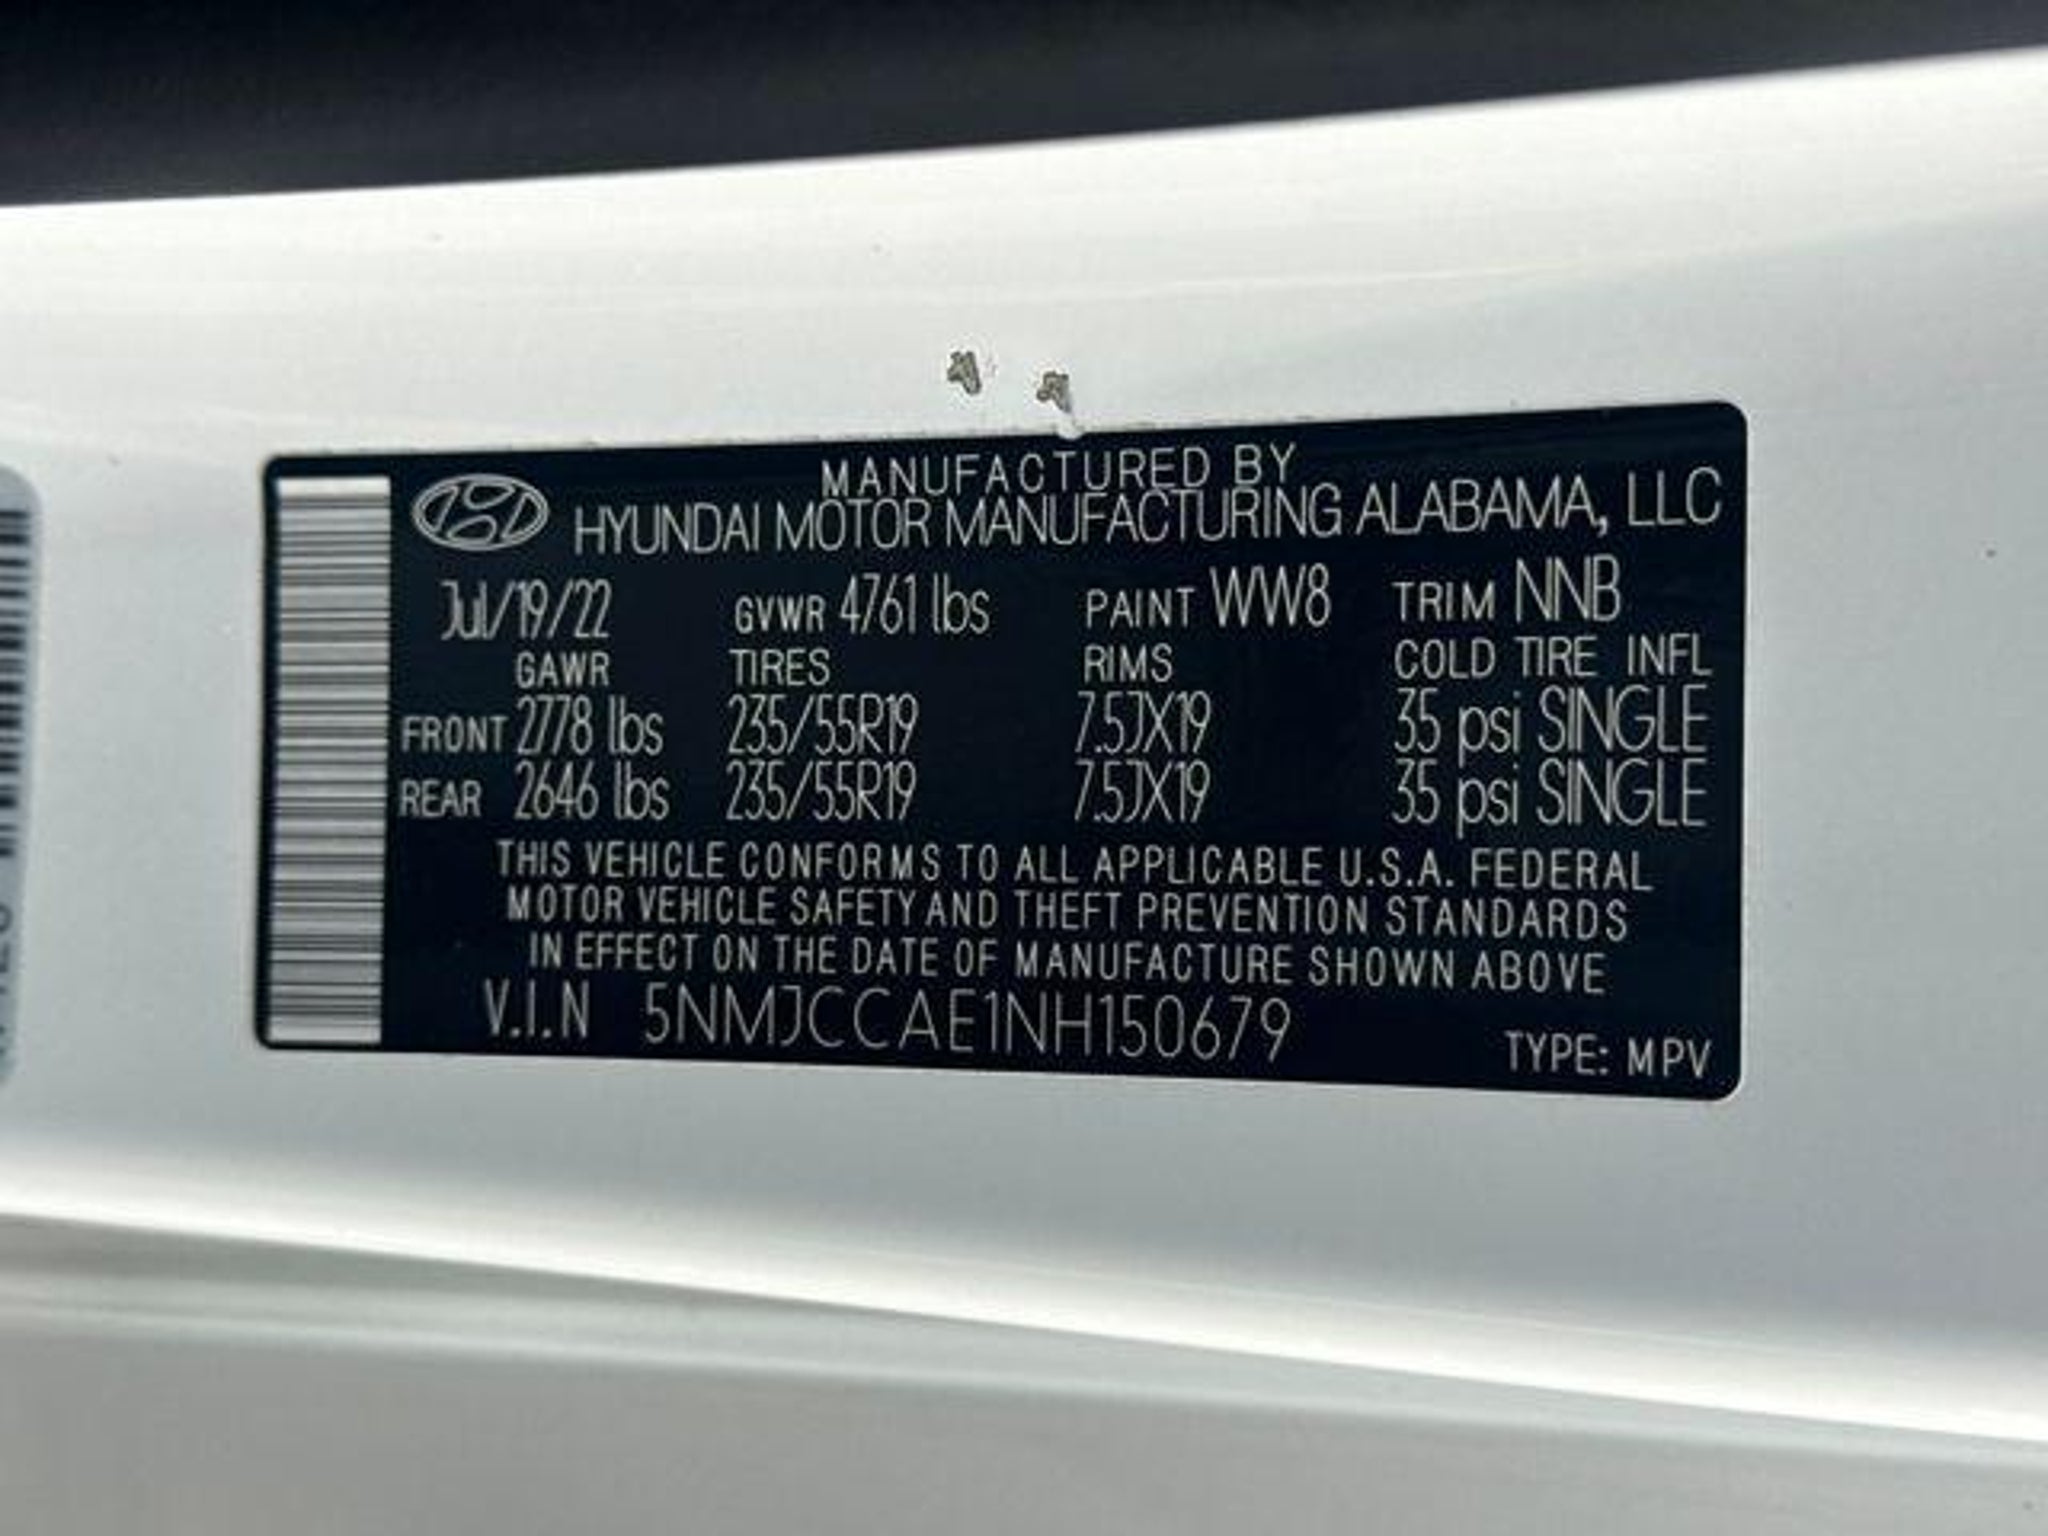 MANUFACTURED BY
HYUNDAI MOTOR MANUFACTURING ALABAMA, LLC
Jul/19/22 GVWR 4761 lbs PAINT WW8 TRIM NNB
GAWR TIRES RIMS COLD TIRE INFL
FRONT 2778 lbs 235/55R19 7.5JX19 35 psi SINGLE
REAR 2646 lbs 235/55R19 7.5JX19 35 psi SINGLE
THIS VEHICLE CONFORMS TO ALL APPLICABLE U.S.A. FEDERAL
MOTOR VEHICLE SAFETY AND THEFT PREVENTION STANDARDS
IN EFFECT ON THE DATE OF MANUFACTURE SHOWN ABOVE
V.I.N 5NMJCCAE1NH150679
TYPE: MPV